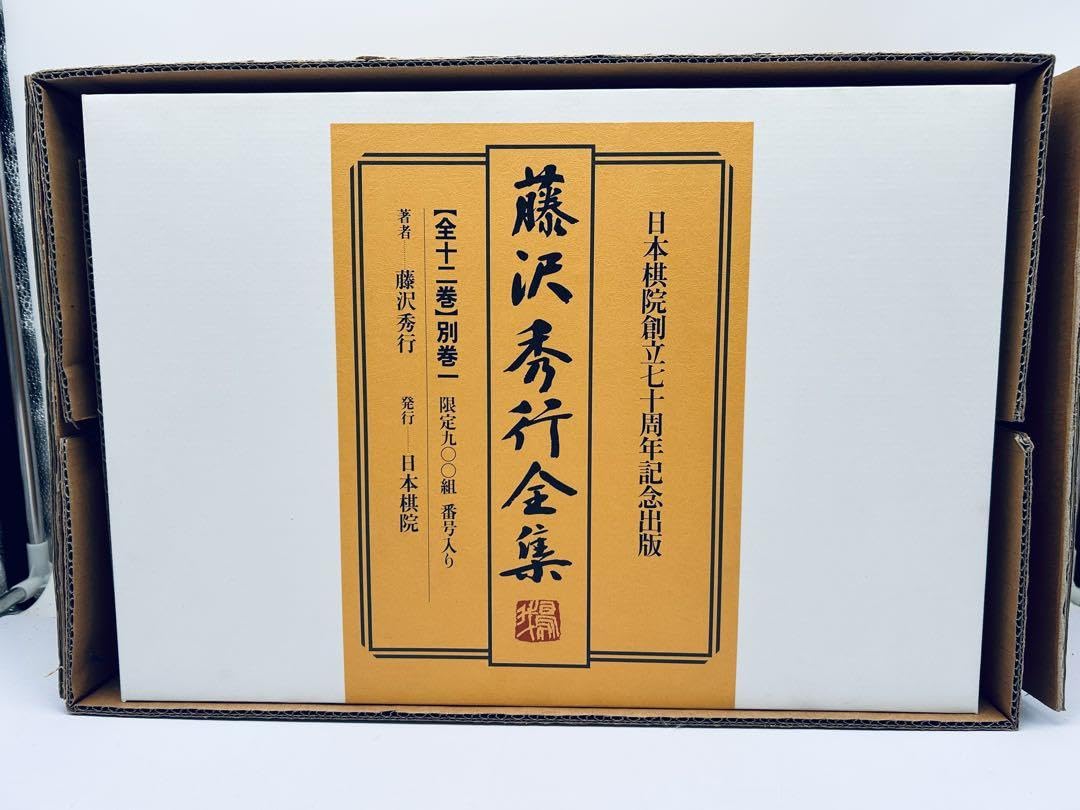 日本棋院創立七十周年記念出版
藤沢秀行全集
【全十二巻】別巻一 限定九〇〇組 番号入り
著者……藤沢秀行 発行……日本棋院